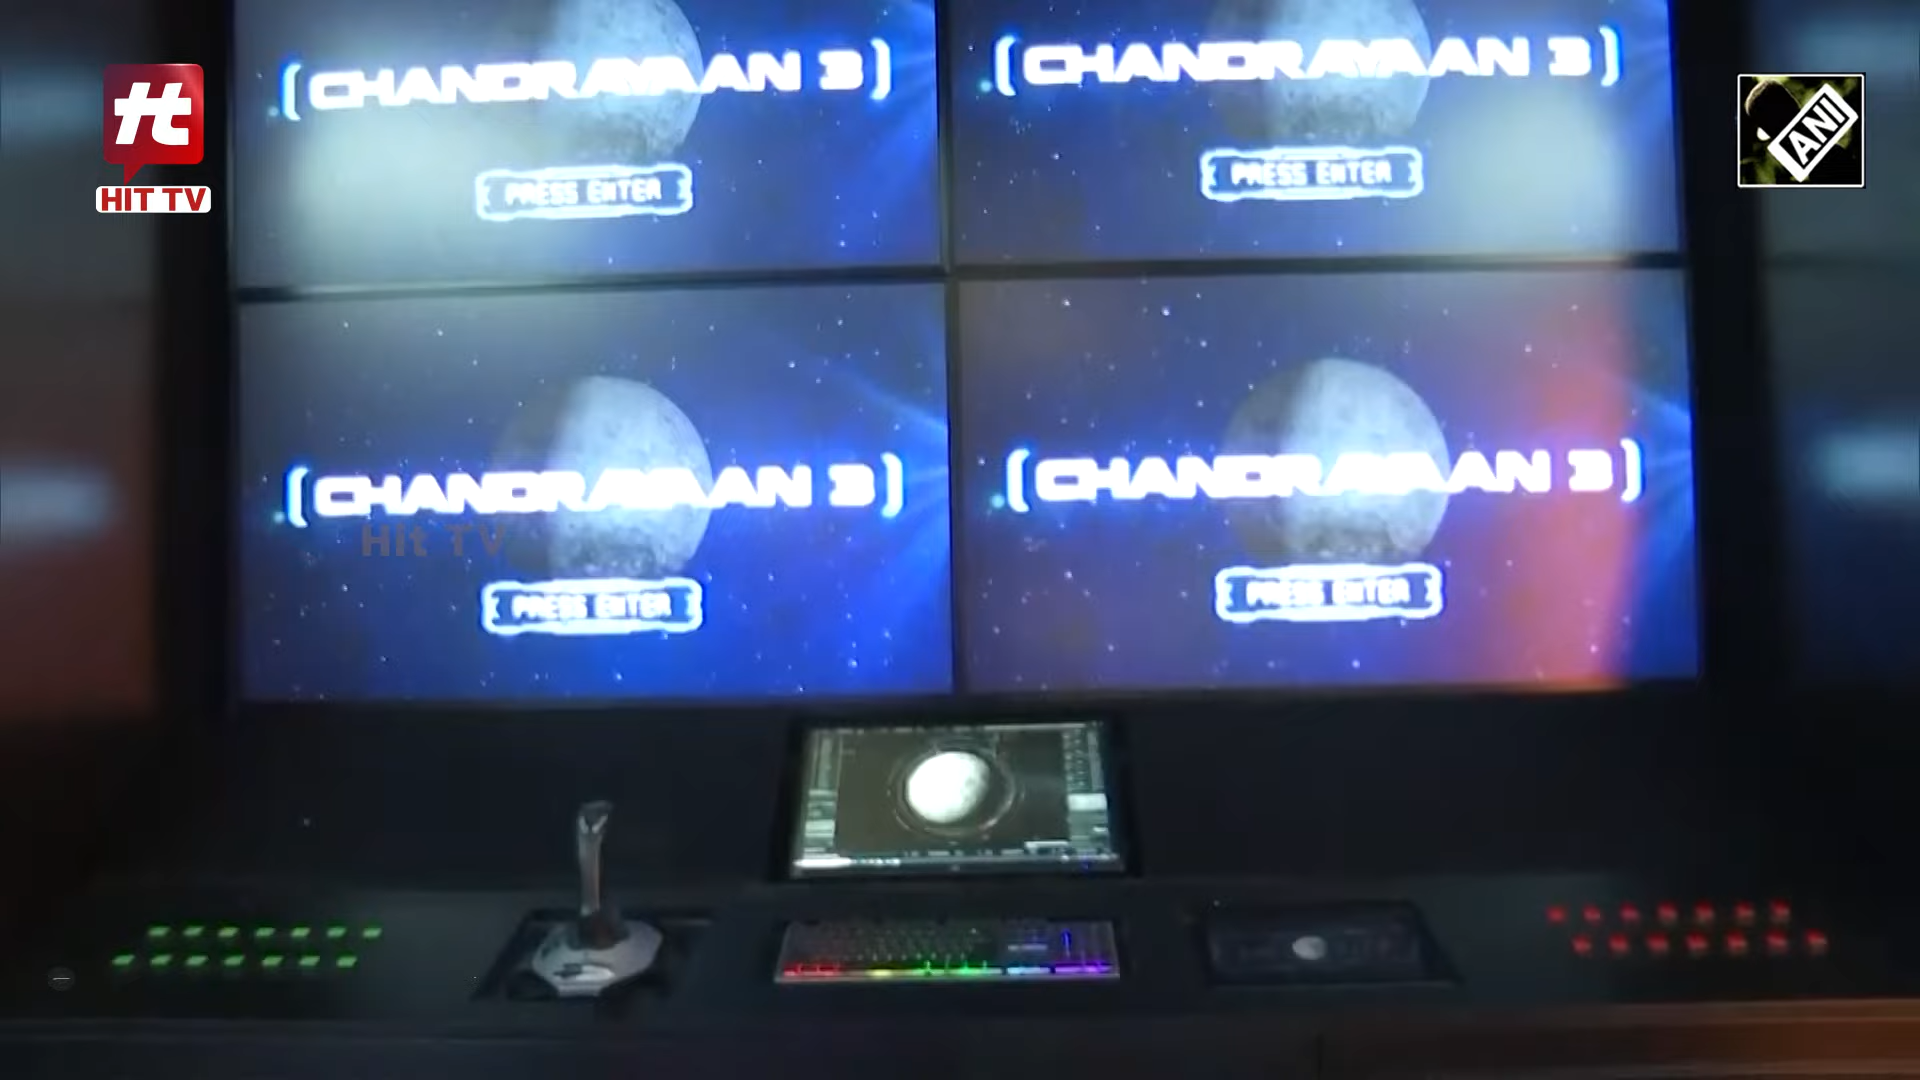 [CHANDRAYAAN 3]
PRESS ENTER
[CHANDRAYAAN 3]
PRESS ENTER
HIT TV
ANI
[CHANDRAYAAN 3]
Hit TV
PRESS ENTER
[CHANDRAYAAN 3]
PRESS ENTER